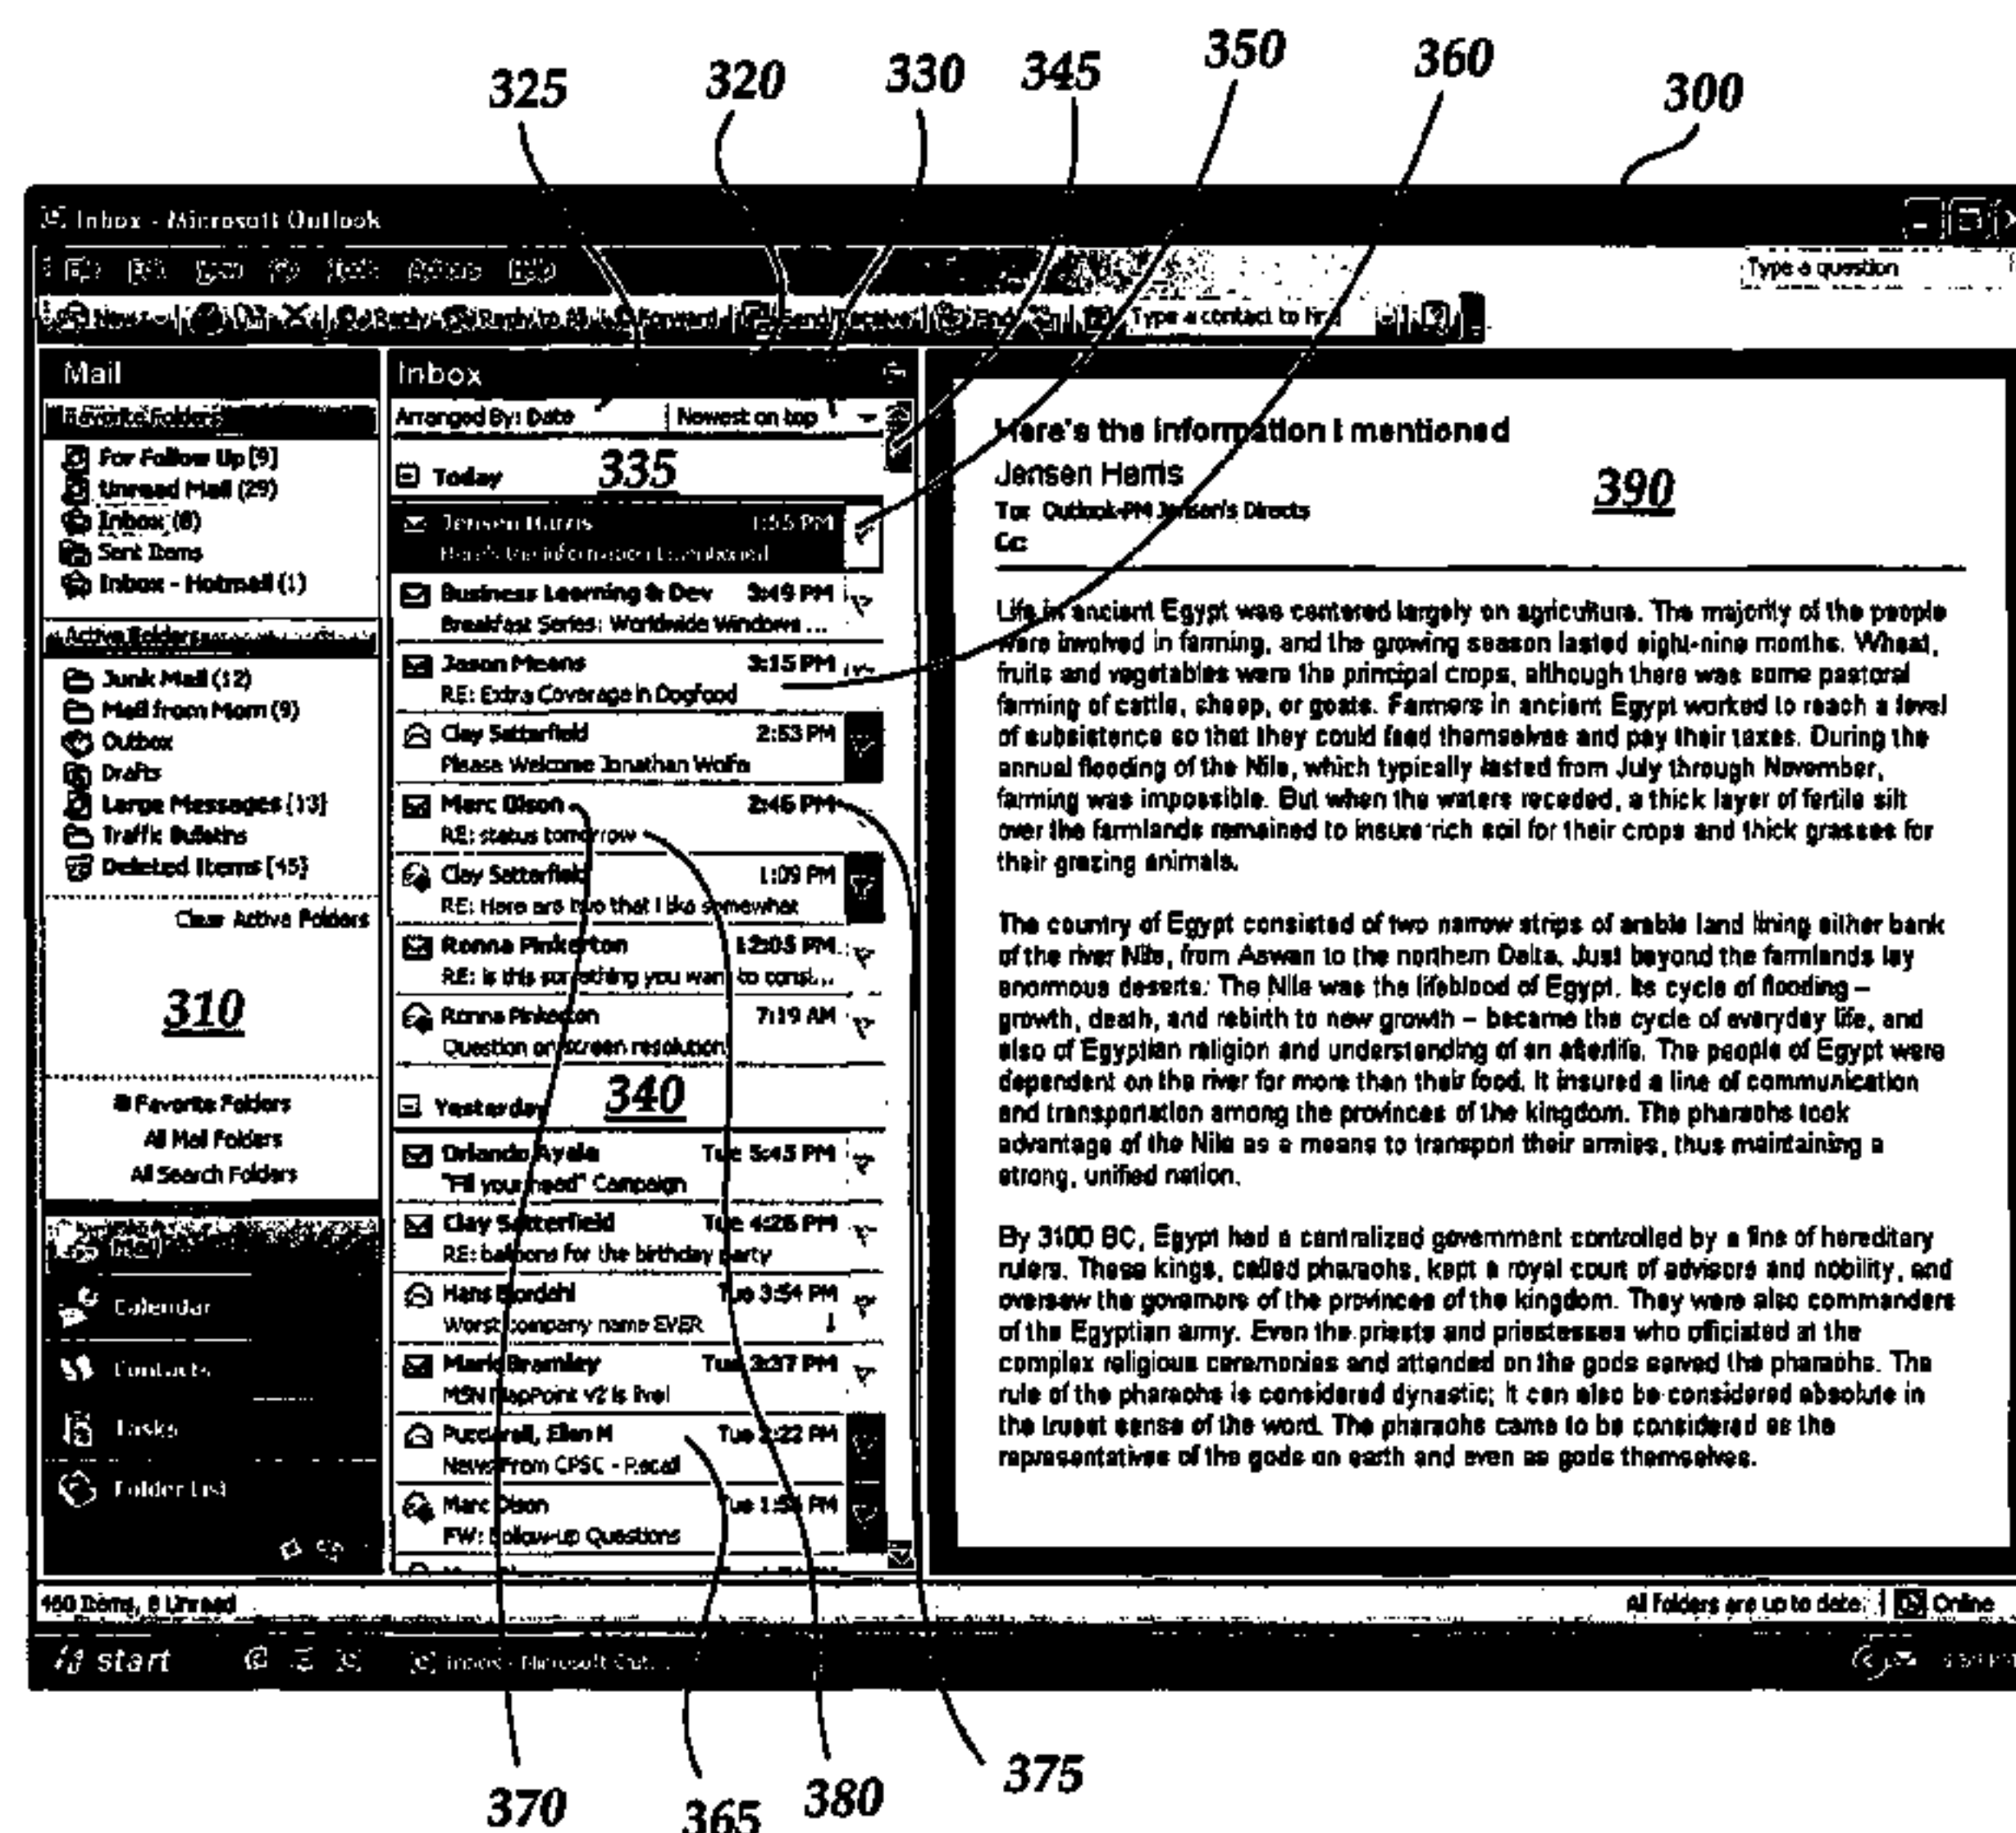 325 320 330 345 350 360 300
Inbox - Microsoft Outlook
Type a question
New Reply Reply to All Forward Send/Receive Find Type a contact to find
Mail
Favorite Folders
For Follow Up [9]
Unread Mail (29)
Inbox (8)
Sent Items
Inbox - Hotmail (1)
Active Folders
Junk Mail (12)
Mail from Mom (9)
Outbox
Drafts
Large Messages [13]
Traffic Bulletins
Deleted Items [45]
Clear Active Folders
310
Favorite Folders
All Mail Folders
All Search Folders
Mail
Calendar
Contacts
Tasks
Folder List
Inbox
Arranged By: Date Newest on top
Today 335
Jensen Harris 1:55 PM
Here's the information I mentioned
Business Learning & Dev 3:49 PM
Breakfast Series: Worldwide Windows ...
Jason Means 3:15 PM
RE: Extra Coverage in Dogfood
Clay Satterfield 2:53 PM
Please Welcome Jonathan Wolfe
Marc Olson 2:46 PM
RE: status tomorrow
Clay Satterfield 1:09 PM
RE: Here are two that I like somewhat
Ronna Pinkerton 12:05 PM
RE: is this something you want to consi...
Ronna Pinkerton 7:19 AM
Question on screen resolution
Yesterday 340
Orlando Ayala Tue 5:45 PM
"Fill your head" Campaign
Clay Satterfield Tue 4:26 PM
RE: baloons for the birthday party
Hans Bjordahl Tue 3:54 PM
Worst company name EVER
Mark Bramley Tue 3:37 PM
MSN MapPoint v2 is live!
Ellen M Tue 2:22 PM
News From CPSC - Recall
Marc Olson Tue 1:58 PM
FW: Follow-up Questions
Here's the information I mentioned
Jensen Harris
390
To: Outlook-PM Jensen's Directs
Cc:
Life in ancient Egypt was centered largely on agriculture. The majority of the people
were involved in farming, and the growing season lasted eight-nine months. Wheat,
fruits and vegetables were the principal crops, although there was some pastoral
farming of cattle, sheep, or goats. Farmers in ancient Egypt worked to reach a level
of subsistence so that they could feed themselves and pay their taxes. During the
annual flooding of the Nile, which typically lasted from July through November,
farming was impossible. But when the waters receded, a thick layer of fertile silt
over the farmlands remained to insure rich soil for their crops and thick grasses for
their grazing animals.
The country of Egypt consisted of two narrow strips of arable land lining either bank
of the river Nile, from Aswan to the northern Delta. Just beyond the farmlands lay
enormous deserts. The Nile was the lifeblood of Egypt. Its cycle of flooding –
growth, death, and rebirth to new growth – became the cycle of everyday life, and
also of Egyptian religion and understanding of an afterlife. The people of Egypt were
dependent on the river for more than their food. It insured a line of communication
and transportation among the provinces of the kingdom. The pharaohs took
advantage of the Nile as a means to transport their armies, thus maintaining a
strong, unified nation.
By 3100 BC, Egypt had a centralized government controlled by a line of hereditary
rulers. These kings, called pharaohs, kept a royal court of advisors and nobility, and
oversaw the governors of the provinces of the kingdom. They were also commanders
of the Egyptian army. Even the priests and priestesses who officiated at the
complex religious ceremonies and attended on the gods served the pharaohs. The
rule of the pharaohs is considered dynastic; it can also be considered absolute in
the truest sense of the word. The pharaohs came to be considered as the
representatives of the gods on earth and even as gods themselves.
460 Items, 8 Unread All folders are up to date. Online
start Inbox - Microsoft Out...
370 365 380 375